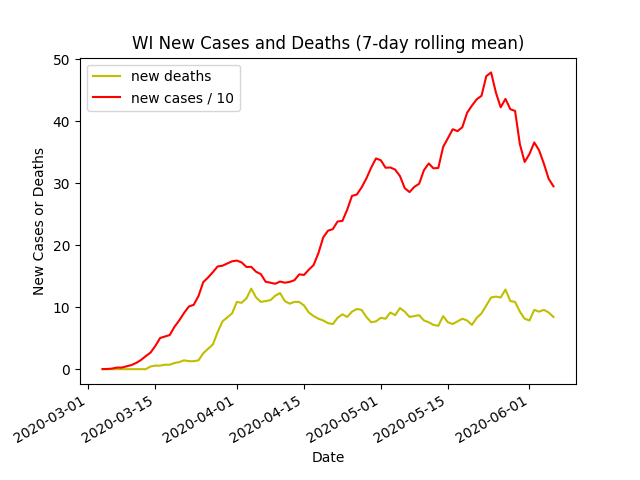 WI New Cases and Deaths (7-day rolling mean)
new deaths
new cases / 10
New Cases or Deaths
50
40
30
20
10
0
2020-03-01
2020-03-15
2020-04-01
2020-04-15
2020-05-01
2020-05-15
2020-06-01
Date